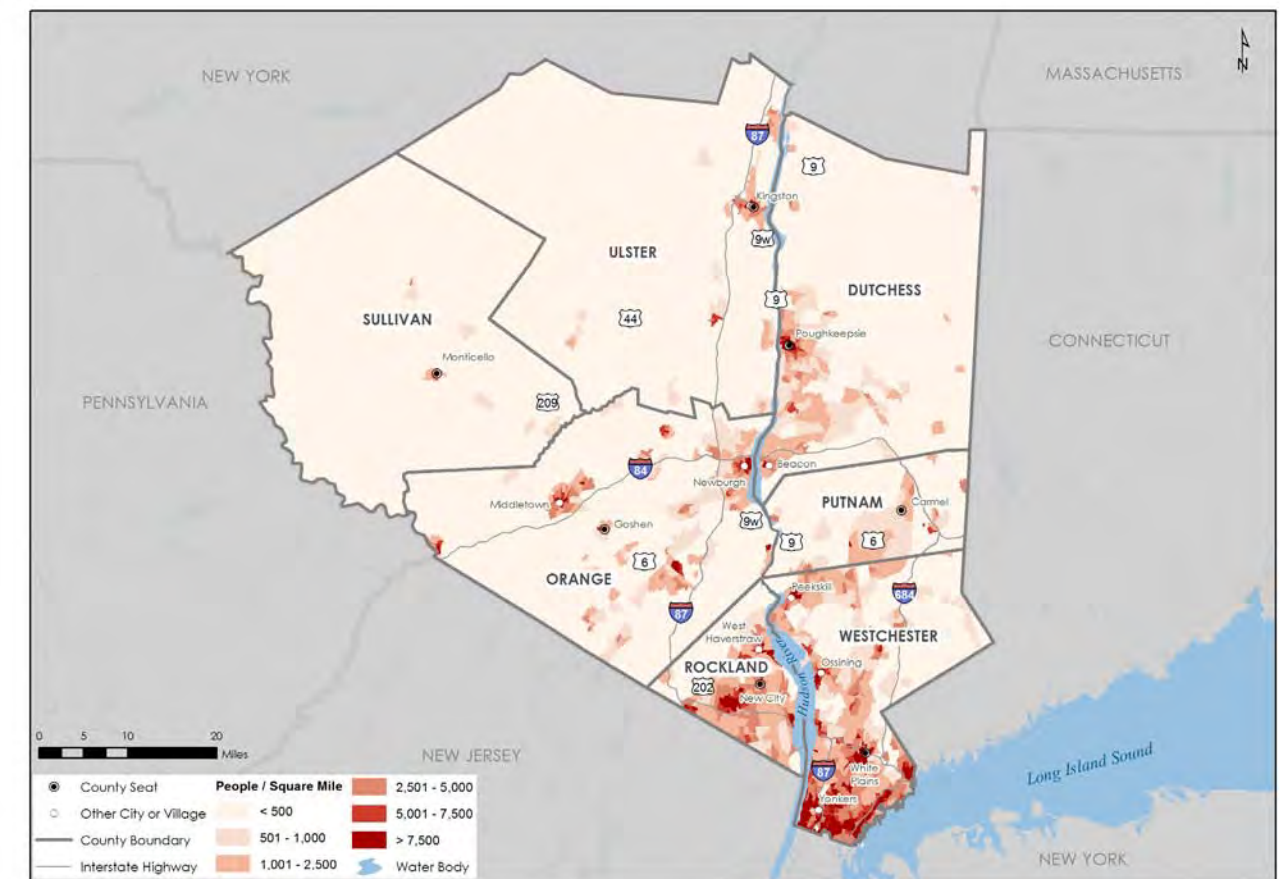 NEW YORK
MASSACHUSETTS
N
87
9
Kingston
9W
ULSTER
DUTCHESS
9
44
SULLIVAN
Poughkeepsie
CONNECTICUT
Monticello
PENNSYLVANIA
209
84
Beacon
Newburgh
Middletown
PUTNAM
Carmel
Goshen
9W
9
6
6
ORANGE
Peekskill
684
87
West
Haverstraw
WESTCHESTER
Hudson River
ROCKLAND
Ossining
202
New City
0 5 10 20
Miles
NEW JERSEY
White
Plains
87
Long Island Sound
Yonkers
NEW YORK
County Seat
Other City or Village
County Boundary
Interstate Highway
People / Square Mile
< 500
501 - 1,000
1,001 - 2,500
2,501 - 5,000
5,001 - 7,500
> 7,500
Water Body